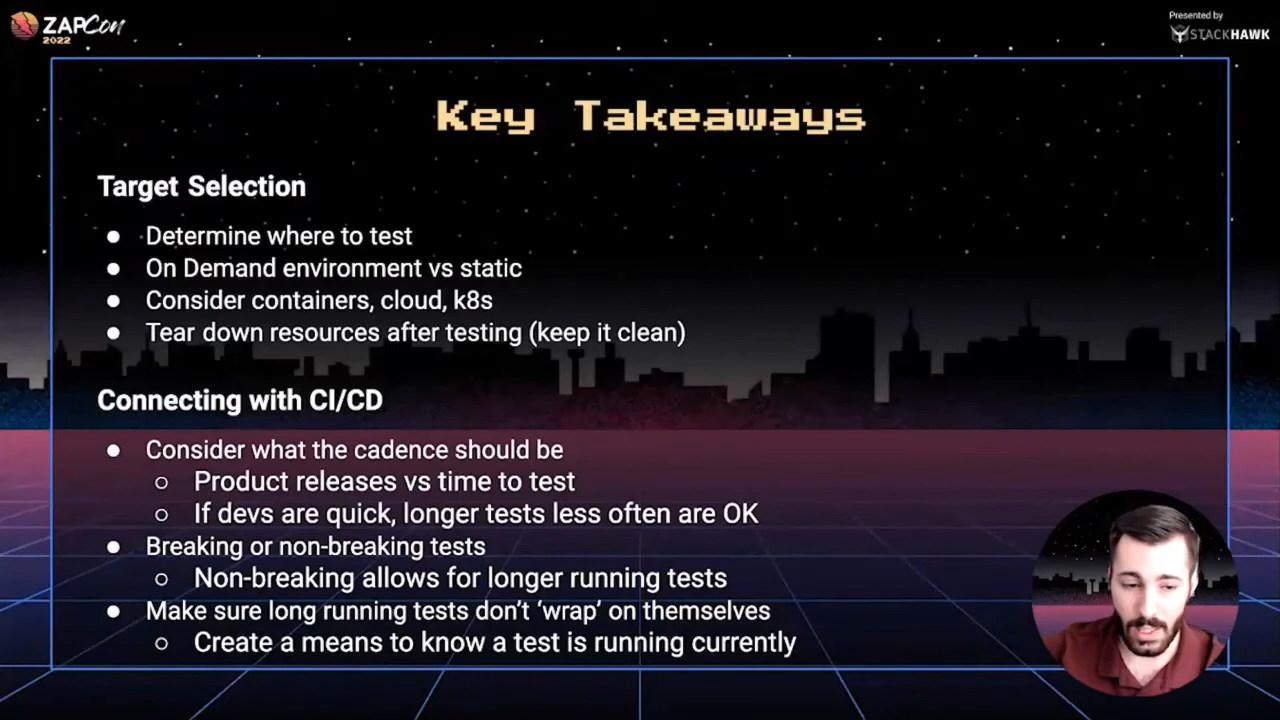 ZAPCon
2022
Presented by
STACKHAWK
Key Takeaways
Target Selection
● Determine where to test
● On Demand environment vs static
● Consider containers, cloud, k8s
● Tear down resources after testing (keep it clean)
Connecting with CI/CD
● Consider what the cadence should be
○ Product releases vs time to test
○ If devs are quick, longer tests less often are OK
● Breaking or non-breaking tests
○ Non-breaking allows for longer running tests
● Make sure long running tests don’t ‘wrap’ on themselves
○ Create a means to know a test is running currently